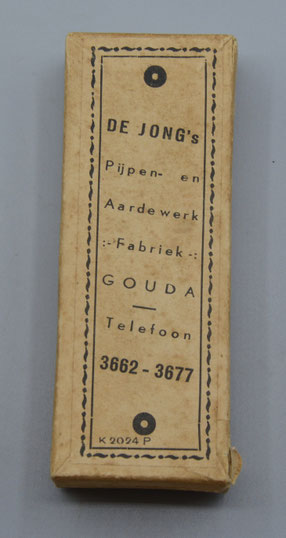 DE JONG's
Pijpen- en
Aardewerk
:-Fabriek-:
GOUDA
Telefoon
3662 - 3677
K 2024 P